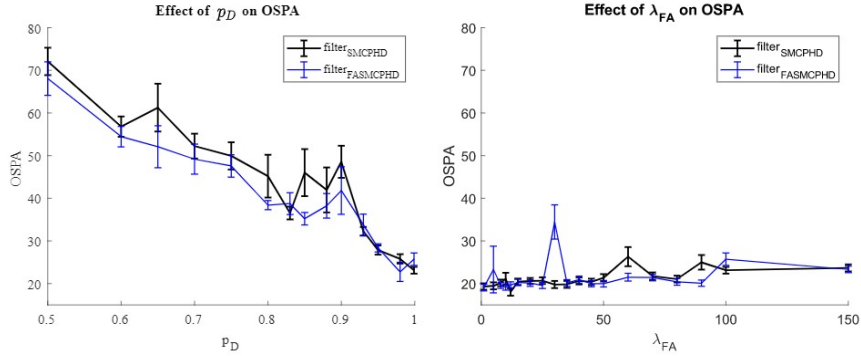 Effect of p_D on OSPA
filter_SMCPHD
filter_FASMCPHD
OSPA
80
70
60
50
40
30
20
0.5 0.6 0.7 0.8 0.9 1
p_D
Effect of λ_FA on OSPA
filter_SMCPHD
filter_FASMCPHD
OSPA
80
70
60
50
40
30
20
0 50 100 150
λ_FA